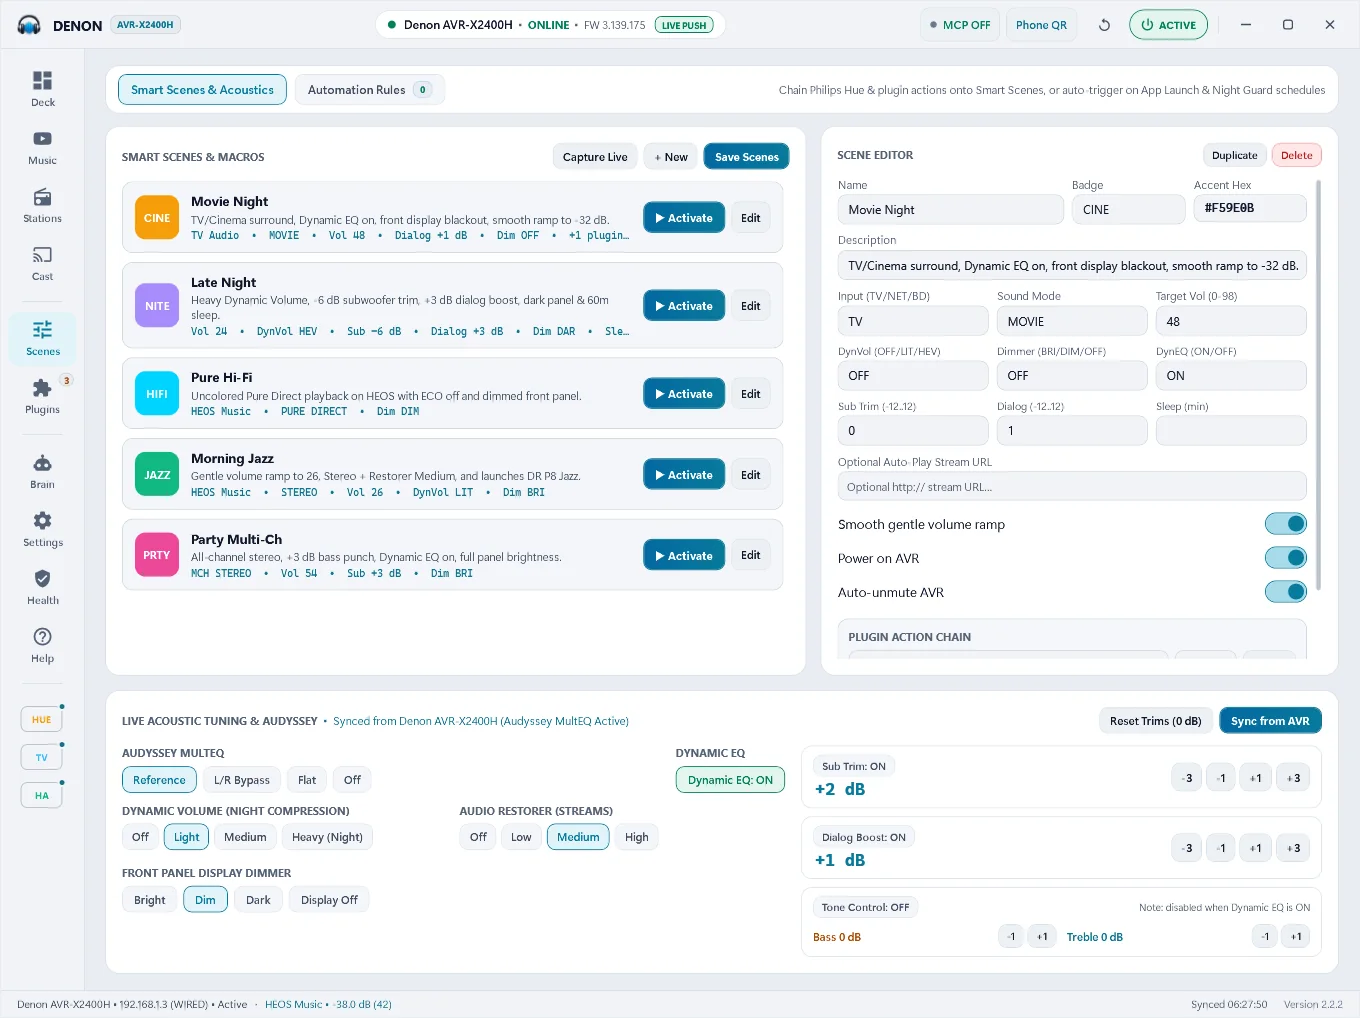 DENON AVR-X2400H
Denon AVR-X2400H • ONLINE • FW 3.139.175 LIVE PUSH
MCP OFF
Phone QR
ACTIVE
Deck
Music
Stations
Cast
Scenes
Plugins
3
Brain
Settings
Health
Help
HUE
TV
HA
Smart Scenes & Acoustics
Automation Rules 0
Chain Philips Hue & plugin actions onto Smart Scenes, or auto-trigger on App Launch & Night Guard schedules
SMART SCENES & MACROS
Capture Live
+ New
Save Scenes
CINE
Movie Night
TV/Cinema surround, Dynamic EQ on, front display blackout, smooth ramp to -32 dB.
TV Audio • MOVIE • Vol 48 • Dialog +1 dB • Dim OFF • +1 plugin…
Activate
Edit
NITE
Late Night
Heavy Dynamic Volume, -6 dB subwoofer trim, +3 dB dialog boost, dark panel & 60m
sleep.
Vol 24 • DynVol HEV • Sub −6 dB • Dialog +3 dB • Dim DAR • Sle…
Activate
Edit
HIFI
Pure Hi-Fi
Uncolored Pure Direct playback on HEOS with ECO off and dimmed front panel.
HEOS Music • PURE DIRECT • Dim DIM
Activate
Edit
JAZZ
Morning Jazz
Gentle volume ramp to 26, Stereo + Restorer Medium, and launches DR P8 Jazz.
HEOS Music • STEREO • Vol 26 • DynVol LIT • Dim BRI
Activate
Edit
PRTY
Party Multi-Ch
All-channel stereo, +3 dB bass punch, Dynamic EQ on, full panel brightness.
MCH STEREO • Vol 54 • Sub +3 dB • Dim BRI
Activate
Edit
SCENE EDITOR
Duplicate
Delete
Name
Badge
Accent Hex
Movie Night
CINE
#F59E0B
Description
TV/Cinema surround, Dynamic EQ on, front display blackout, smooth ramp to -32 dB.
Input (TV/NET/BD)
Sound Mode
Target Vol (0-98)
TV
MOVIE
48
DynVol (OFF/LIT/HEV)
Dimmer (BRI/DIM/OFF)
DynEQ (ON/OFF)
OFF
OFF
ON
Sub Trim (-12..12)
Dialog (-12..12)
Sleep (min)
0
1
Optional Auto-Play Stream URL
Optional http:// stream URL...
Smooth gentle volume ramp
Power on AVR
Auto-unmute AVR
PLUGIN ACTION CHAIN
LIVE ACOUSTIC TUNING & AUDYSSEY • Synced from Denon AVR-X2400H (Audyssey MultEQ Active)
Reset Trims (0 dB)
Sync from AVR
AUDYSSEY MULTEQ
Reference
L/R Bypass
Flat
Off
DYNAMIC EQ
Dynamic EQ: ON
DYNAMIC VOLUME (NIGHT COMPRESSION)
Off
Light
Medium
Heavy (Night)
AUDIO RESTORER (STREAMS)
Off
Low
Medium
High
FRONT PANEL DISPLAY DIMMER
Bright
Dim
Dark
Display Off
Sub Trim: ON
+2 dB
-3
-1
+1
+3
Dialog Boost: ON
+1 dB
-3
-1
+1
+3
Tone Control: OFF
Note: disabled when Dynamic EQ is ON
Bass 0 dB
-1
+1
Treble 0 dB
-1
+1
Denon AVR-X2400H • 192.168.1.3 (WIRED) • Active · HEOS Music • -38.0 dB (42)
Synced 06:27:50
Version 2.2.2